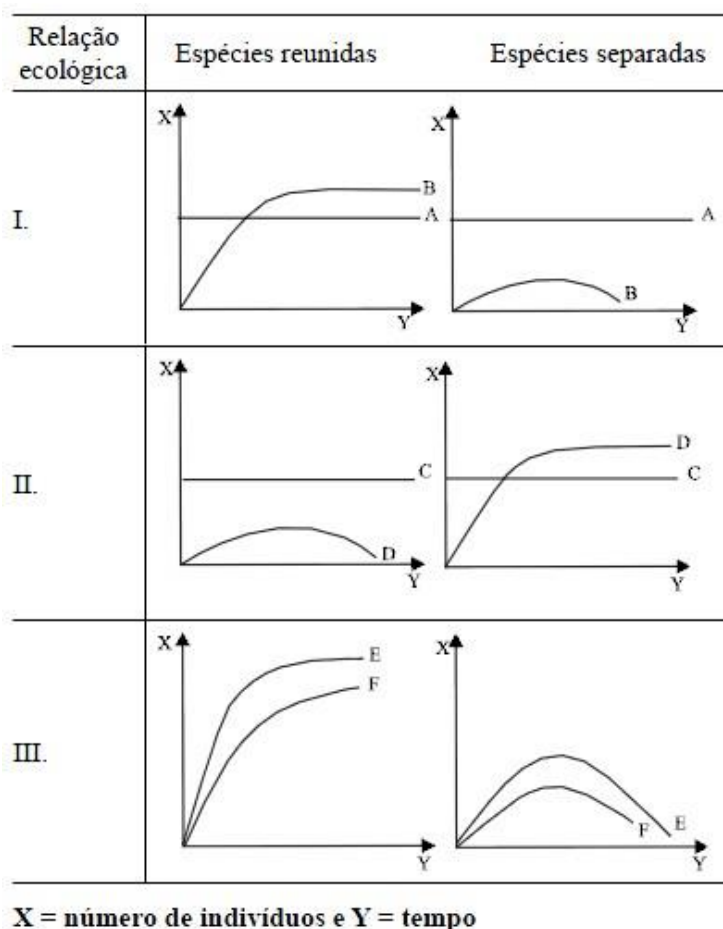 Relação
ecológica
Espécies reunidas
Espécies separadas
I.
X
B
A
Y
X
A
B
Y
II.
X
C
D
Y
X
D
C
Y
III.
X
E
F
Y
X
F
E
Y
X = número de indivíduos e Y = tempo